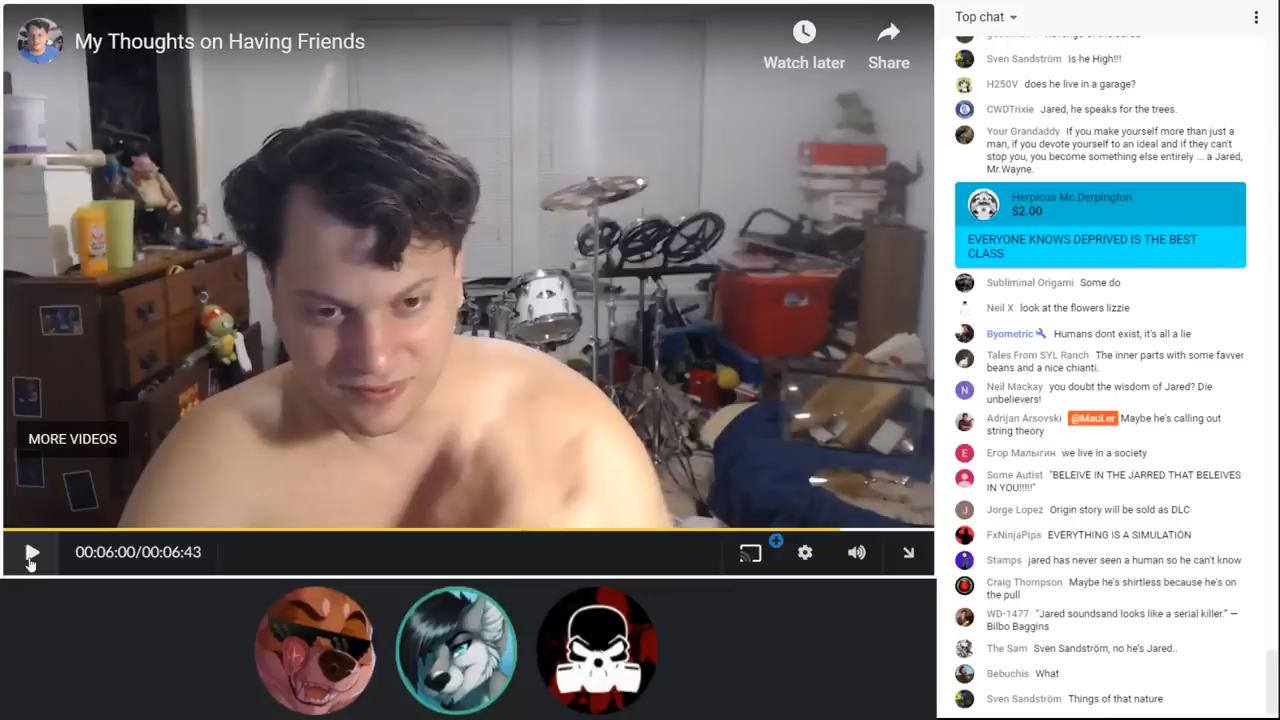 My Thoughts on Having Friends
Watch later
Share
MORE VIDEOS
00:06:00/00:06:43
Top chat
Sven Sandström Is he High!!!
H250V does he live in a garage?
CWDTrixie Jared, he speaks for the trees.
Your Grandaddy If you make yourself more than just a
man, if you devote yourself to an ideal and if they can't
stop you, you become something else entirely ... a Jared,
Mr.Wayne.
Herpicus Mc.Derpington
$2.00
EVERYONE KNOWS DEPRIVED IS THE BEST
CLASS
Subliminal Origami Some do
Neil X look at the flowers lizzie
Byometric Humans dont exist, it's all a lie
Tales From SYL Ranch The inner parts with some favver
beans and a nice chianti.
N
Neil Mackay you doubt the wisdom of Jared? Die
unbelievers!
Adrijan Arsovski @MauLer Maybe he's calling out
string theory
E
Егор Малыгин we live in a society
Some Autist "BELEIVE IN THE JARRED THAT BELEIVES
IN YOU!!!!!"
J
Jorge Lopez Origin story will be sold as DLC
FxNinjaPips EVERYTHING IS A SIMULATION
Stamps jared has never seen a human so he can't know
Craig Thompson Maybe he's shirtless because he's on
the pull
WD-1477 "Jared soundsand looks like a serial killer." —
Bilbo Baggins
The Sam Sven Sandström, no he's Jared..
Bebuchis What
Sven Sandström Things of that nature